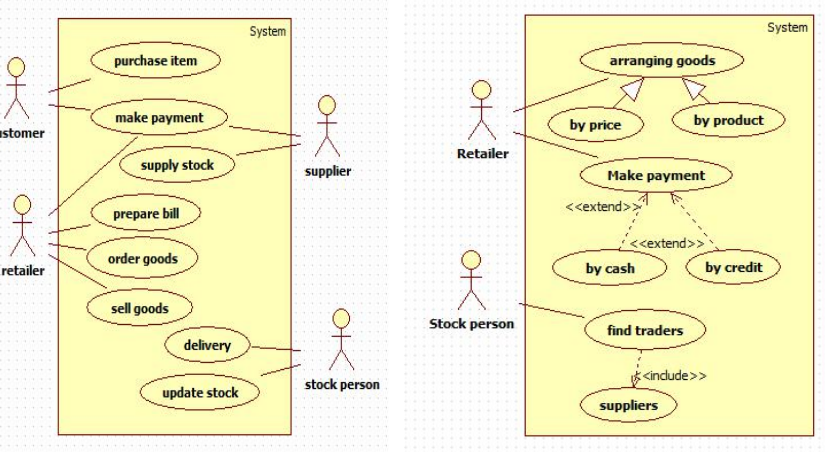 System
purchase item
make payment
ustomer
supply stock
supplier
prepare bill
order goods
retailer
sell goods
delivery
update stock
stock person
System
arranging goods
by price
by product
Retailer
Make payment
<<extend>>
<<extend>>
by cash
by credit
Stock person
find traders
<<include>>
suppliers